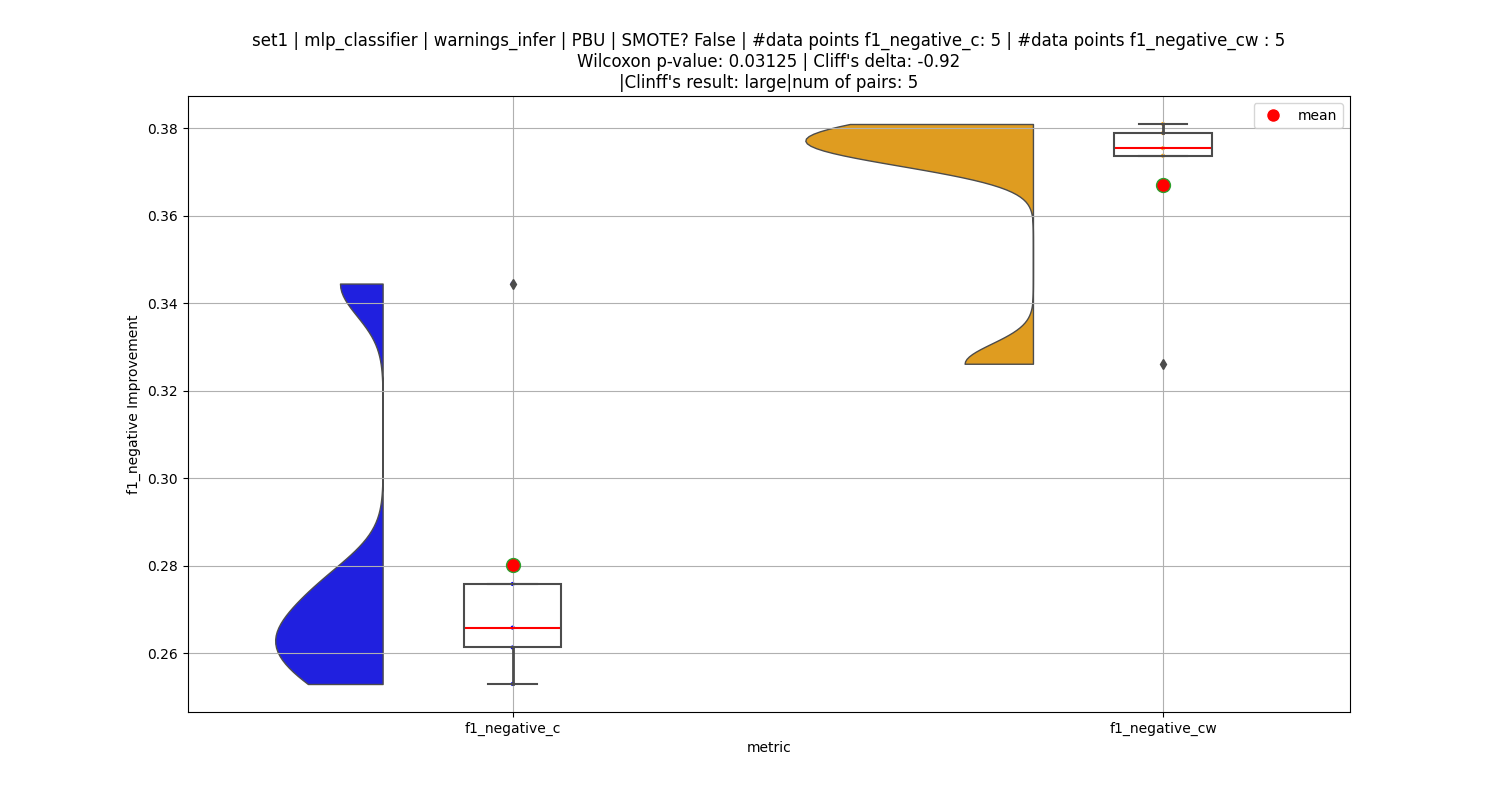 set1 | mlp_classifier | warnings_infer | PBU | SMOTE? False | #data points f1_negative_c: 5 | #data points f1_negative_cw : 5
Wilcoxon p-value: 0.03125 | Cliff's delta: -0.92
|Clinff's result: large|num of pairs: 5
mean
f1_negative Improvement
0.38
0.36
0.34
0.32
0.30
0.28
0.26
f1_negative_c
f1_negative_cw
metric